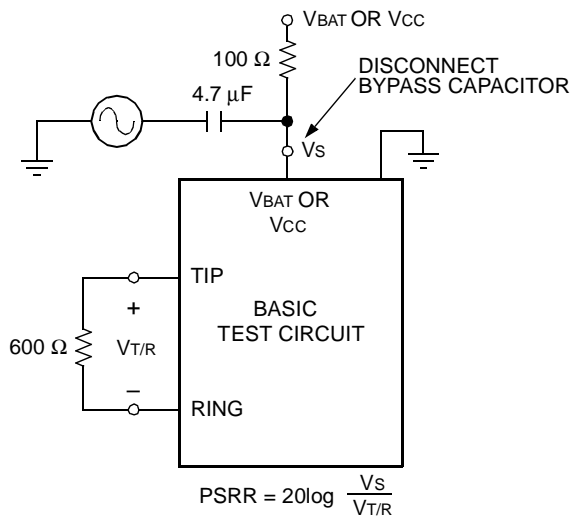 VBAT OR VCC
100 Ω
DISCONNECT
BYPASS CAPACITOR
4.7 µF
VS
VBAT OR
VCC
TIP
+
BASIC
TEST CIRCUIT
600 Ω
VT/R
–
RING
PSRR = 20log VS
VT/R